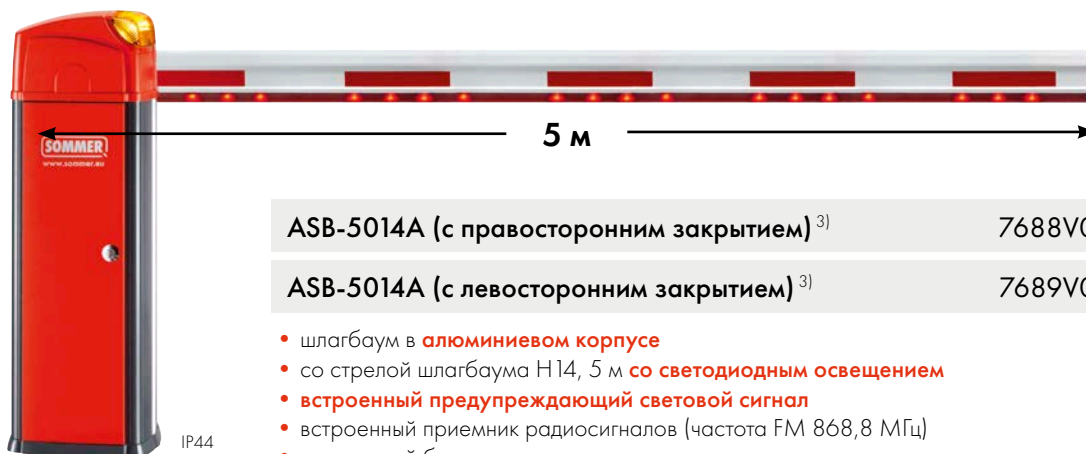 SOMMER
www.sommer.eu
5 м
ASB-5014A (с правосторонним закрытием) 3) 7688V0
ASB-5014A (с левосторонним закрытием) 3) 7689V0
• шлагбаум в алюминиевом корпусе
• со стрелой шлагбаума H14, 5 м со светодиодным освещением
• встроенный предупреждающий световой сигнал
• встроенный приемник радиосигналов (частота FM 868,8 МГц)
IP44